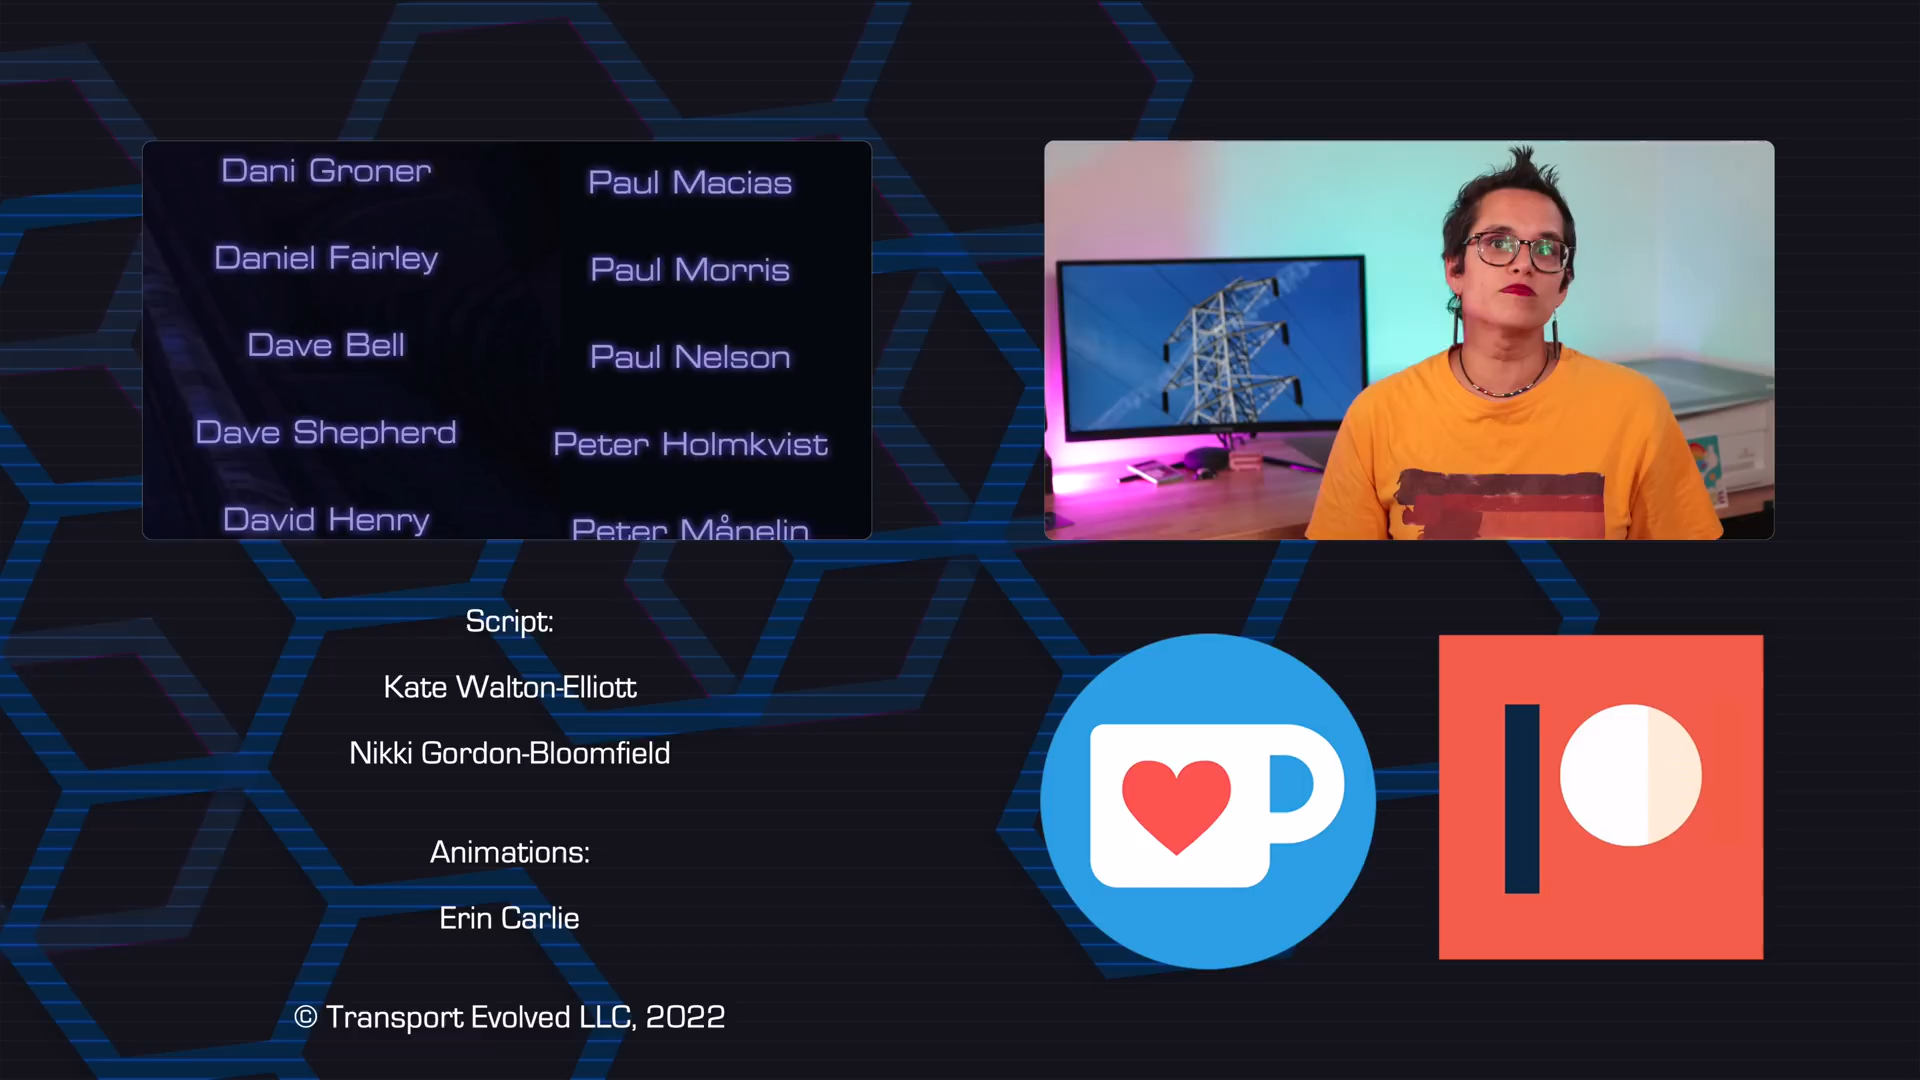 Dani Groner
Daniel Fairley
Dave Bell
Dave Shepherd
David Henry
Paul Macias
Paul Morris
Paul Nelson
Peter Holmkvist
Peter Månelin
Script:
Kate Walton-Elliott
Nikki Gordon-Bloomfield
Animations:
Erin Carlie
© Transport Evolved LLC, 2022